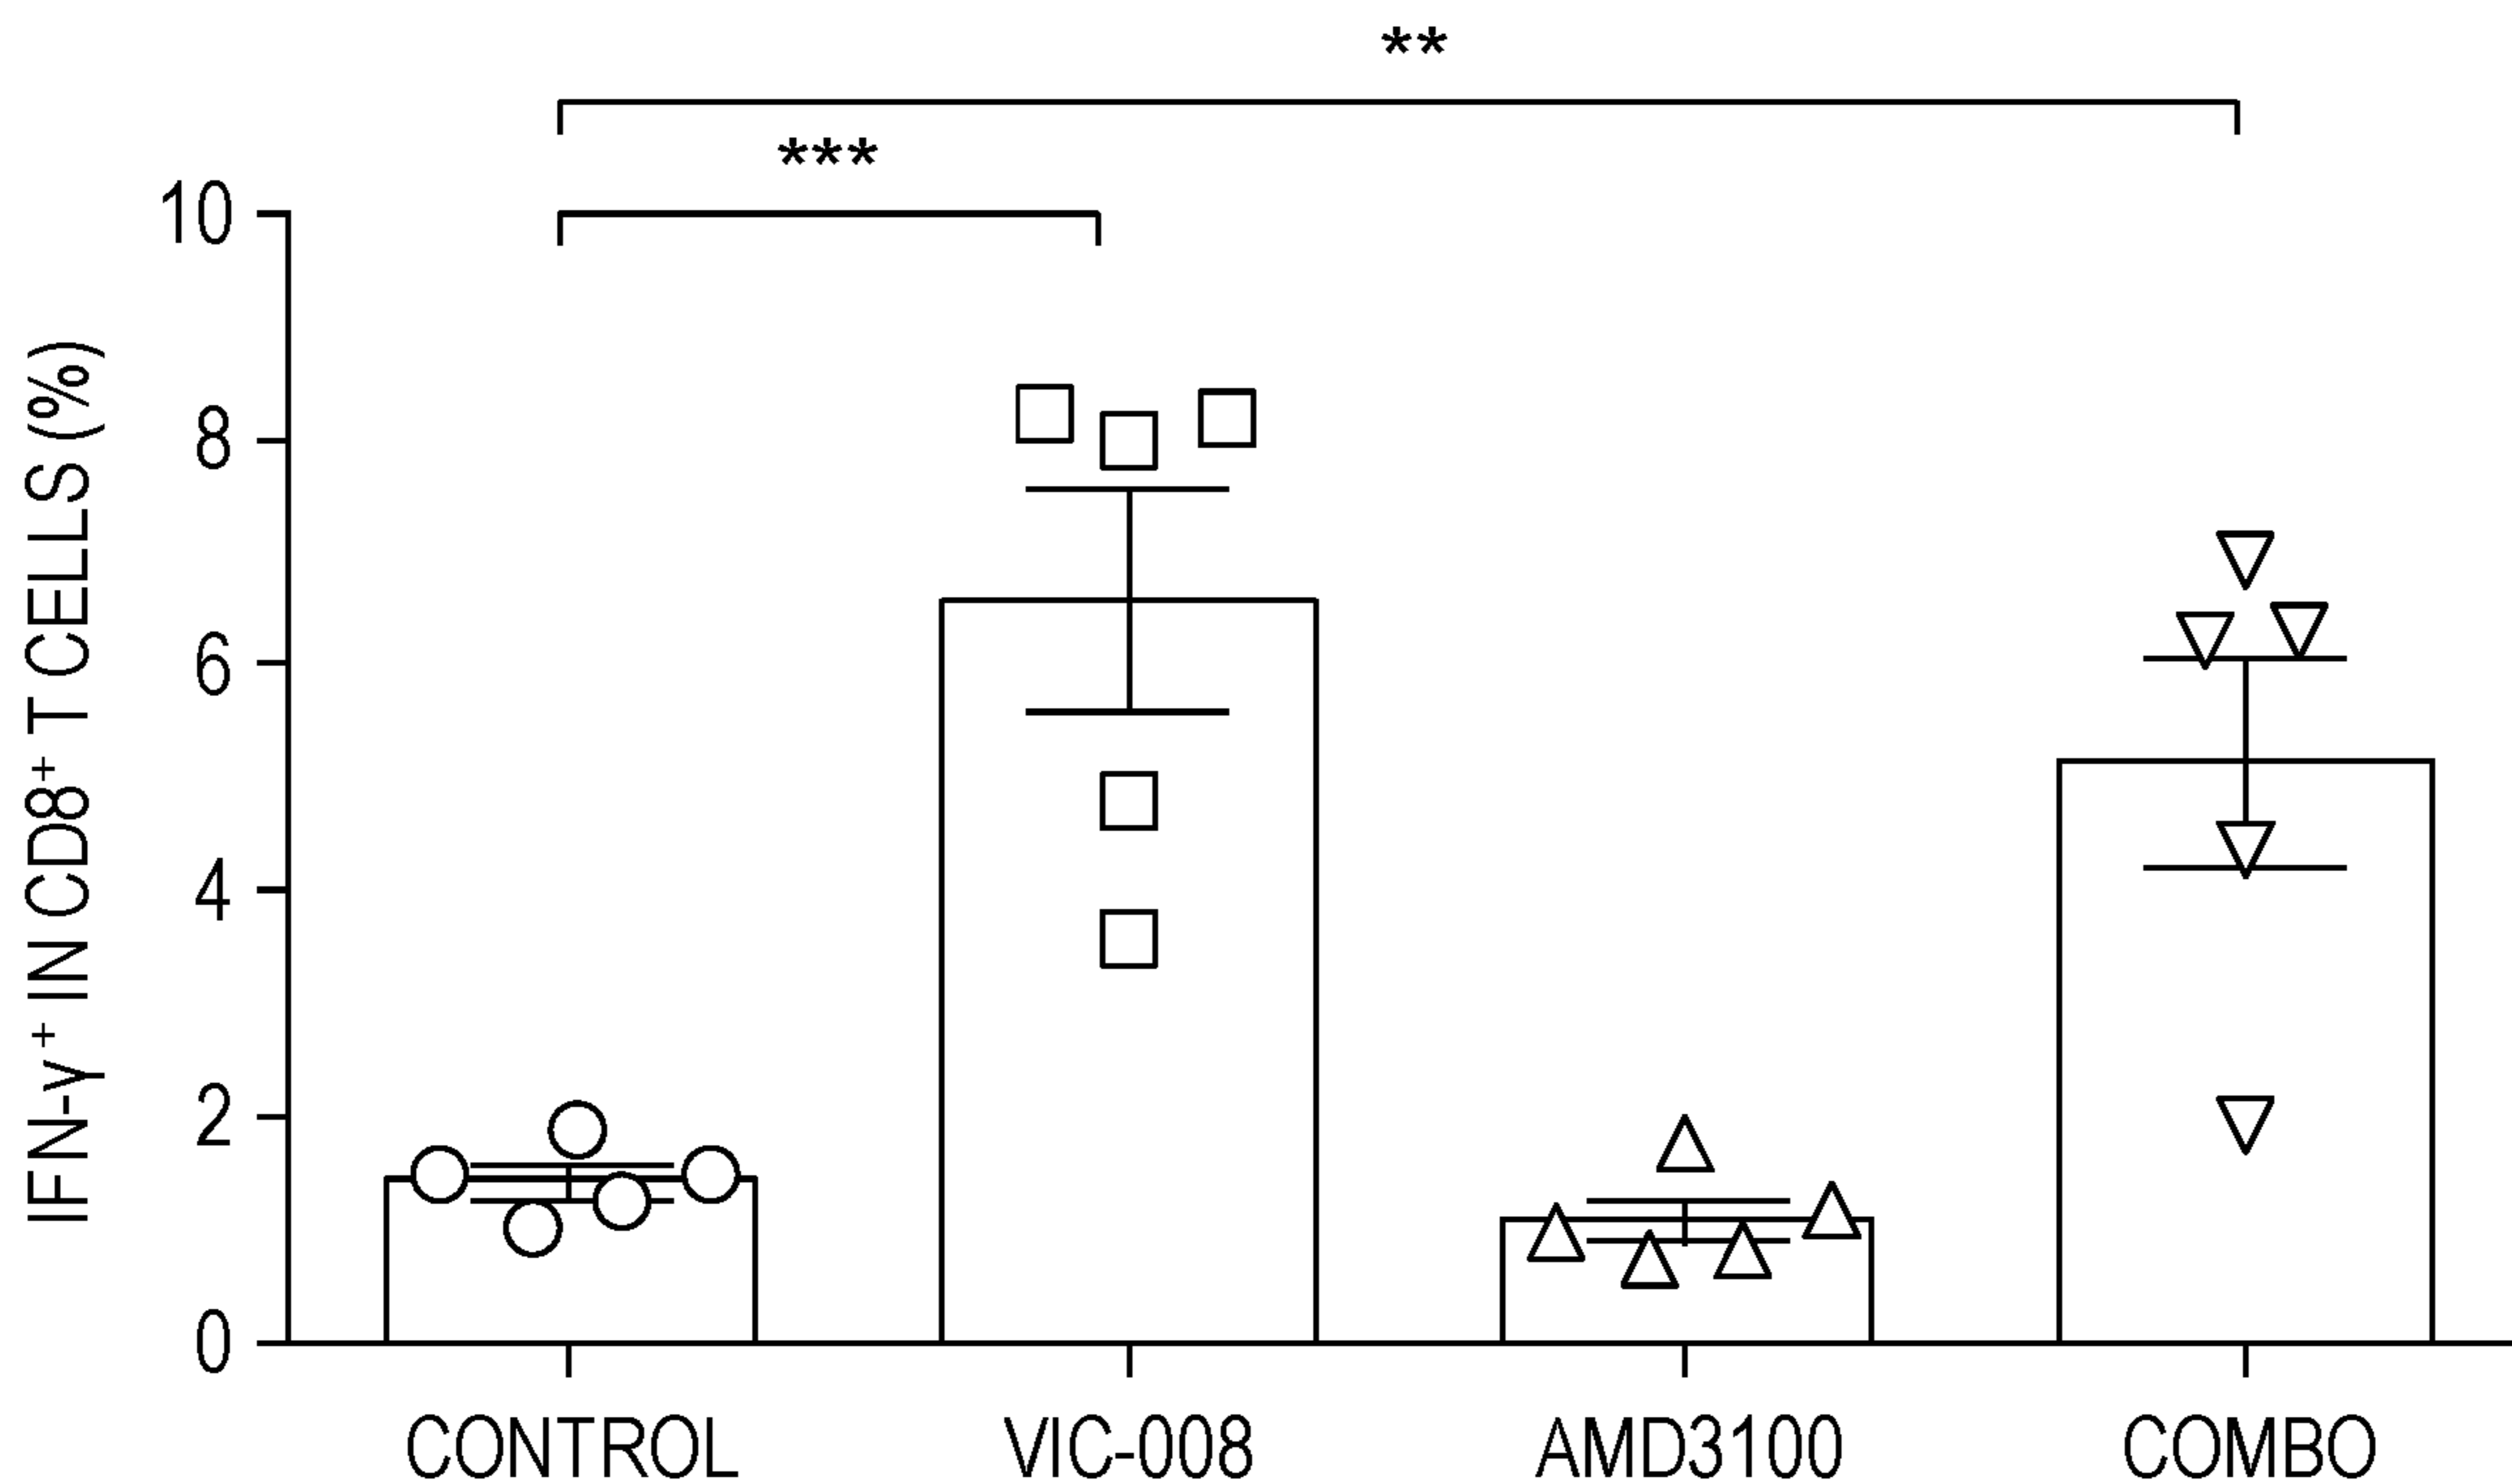 **
***
10
8
6
4
2
0
IFN-γ⁺ IN CD8⁺ T CELLS (%)
CONTROL
VIC-008
AMD3100
COMBO